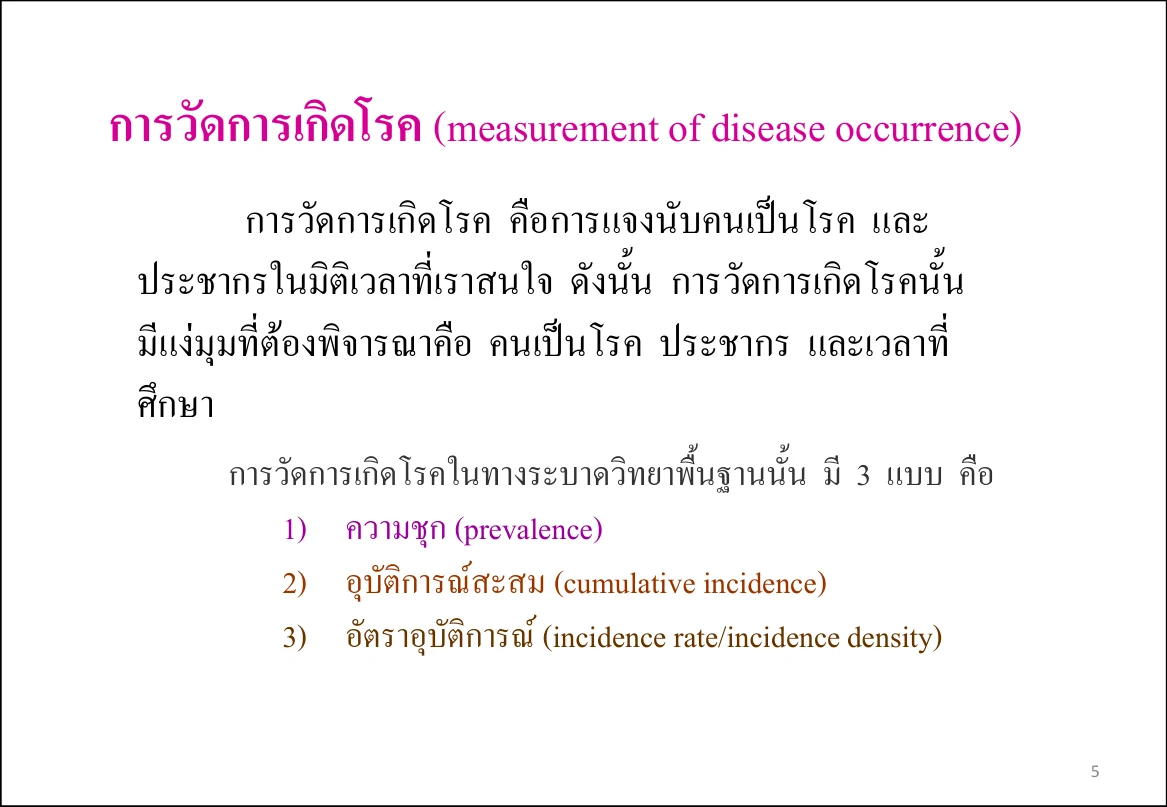 การวัดการเกิดโรค (measurement of disease occurrence)
การวัดการเกิดโรค คือการแจงนับคนเป็นโรค และ
ประชากรในมิติเวลาที่เราสนใจ ดังนั้น การวัดการเกิดโรคนั้น
มีแง่มุมที่ต้องพิจารณาคือ คนเป็นโรค ประชากร และเวลาที่
ศึกษา
การวัดการเกิดโรคในทางระบาดวิทยาพื้นฐานนั้น มี 3 แบบ คือ
1) ความชุก (prevalence)
2) อุบัติการณ์สะสม (cumulative incidence)
3) อัตราอุบัติการณ์ (incidence rate/incidence density)
5